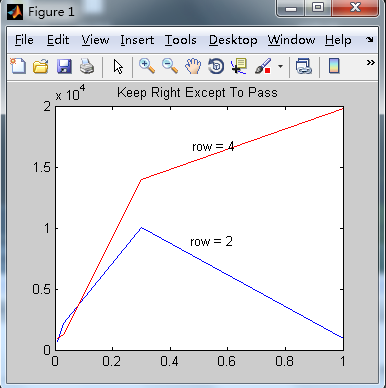 Figure 1
File Edit View Insert Tools Desktop Window Help
x 10^4
Keep Right Except To Pass
2
1.5
1
0.5
0
row = 4
row = 2
0 0.2 0.4 0.6 0.8 1